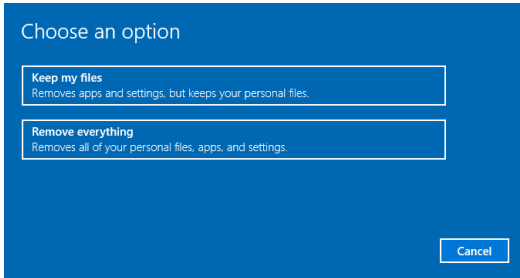 Choose an option
Keep my files
Removes apps and settings, but keeps your personal files.
Remove everything
Removes all of your personal files, apps, and settings.
Cancel